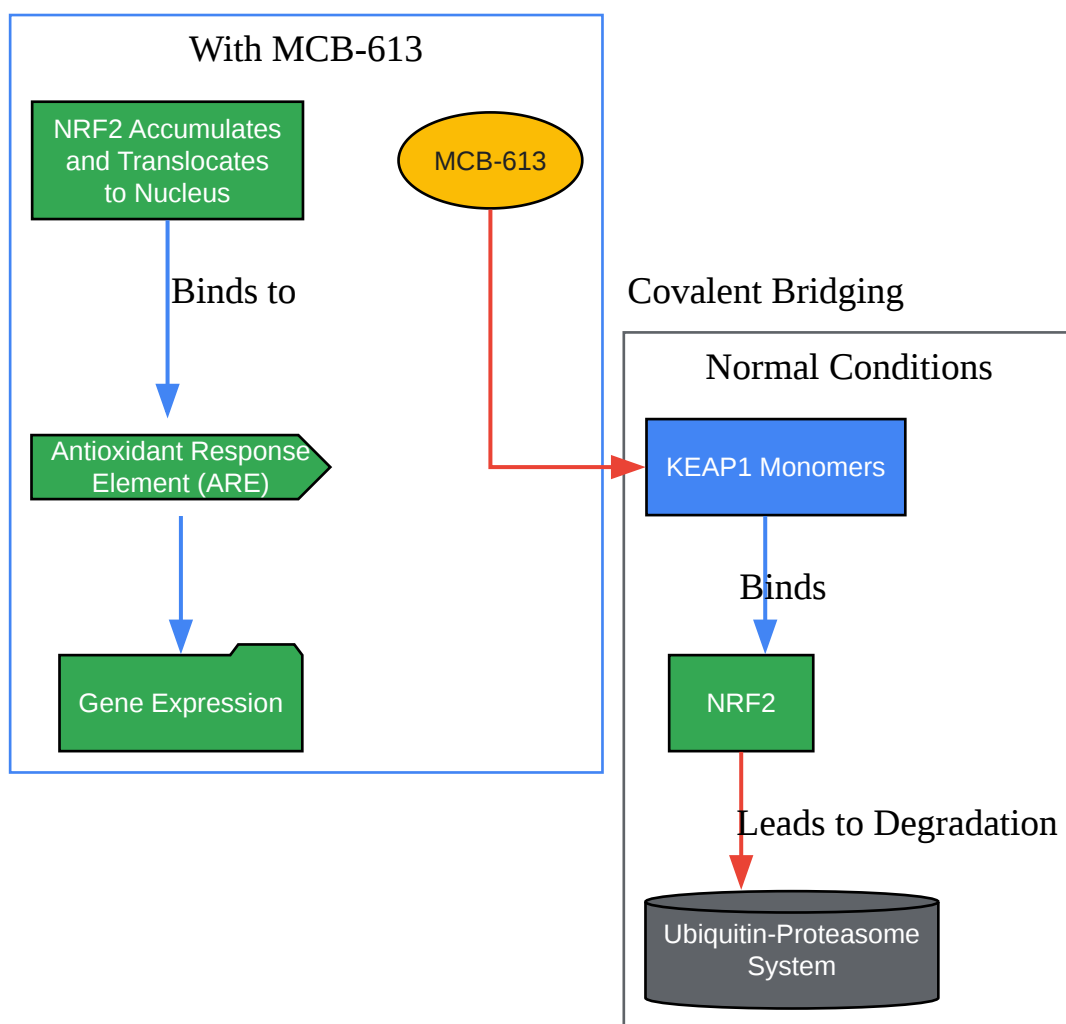 With MCB-613
NRF2 Accumulates
and Translocates
to Nucleus
MCB-613
Binds to
Antioxidant Response
Element (ARE)
Gene Expression
Covalent Bridging
Normal Conditions
KEAP1 Monomers
Binds
NRF2
Leads to Degradation
Ubiquitin-Proteasome
System